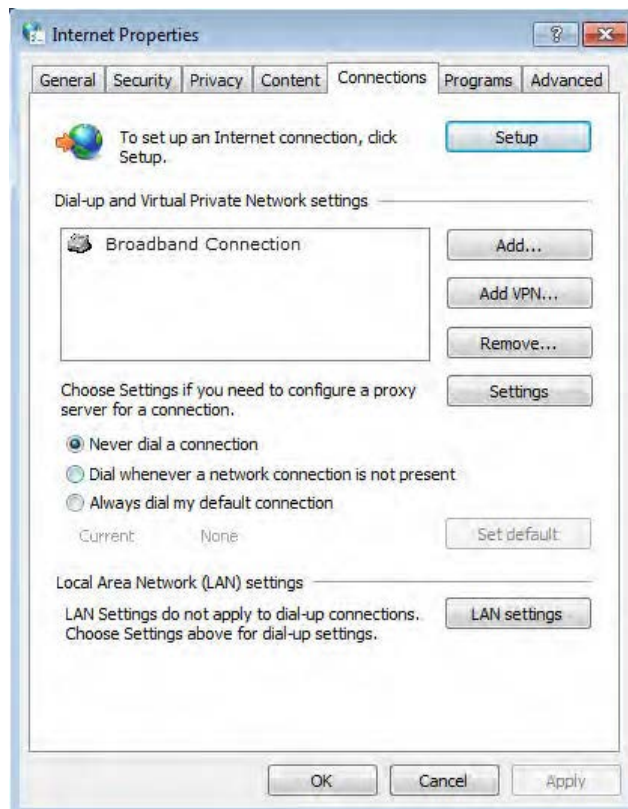 Internet Properties
General Security Privacy Content Connections Programs Advanced
To set up an Internet connection, click
Setup.
Setup
Dial-up and Virtual Private Network settings
Broadband Connection
Add...
Add VPN...
Remove...
Choose Settings if you need to configure a proxy
server for a connection.
Settings
Never dial a connection
Dial whenever a network connection is not present
Always dial my default connection
Current None
Set default
Local Area Network (LAN) settings
LAN Settings do not apply to dial-up connections.
Choose Settings above for dial-up settings.
LAN settings
OK Cancel Apply